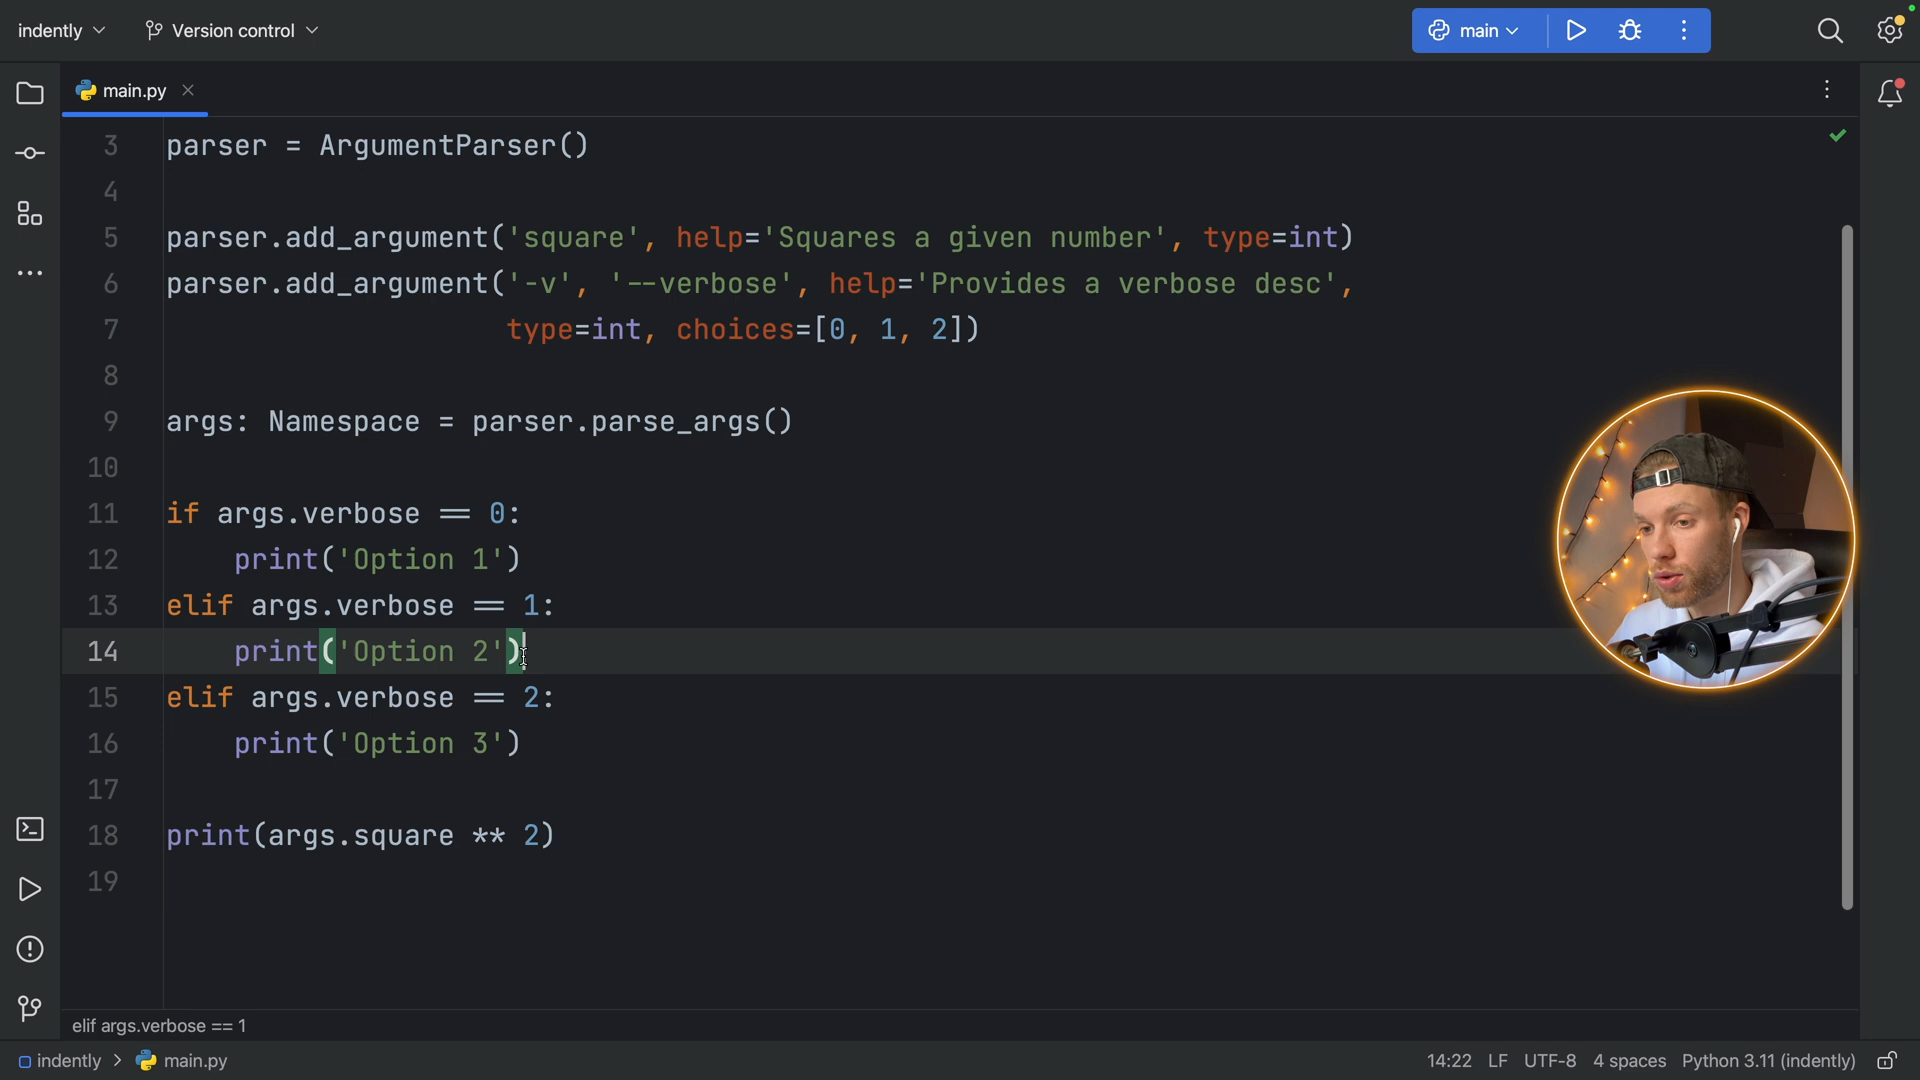 indently Version control main
main.py
3 parser = ArgumentParser()
4
5 parser.add_argument('square', help='Squares a given number', type=int)
6 parser.add_argument('-v', '--verbose', help='Provides a verbose desc',
7 type=int, choices=[0, 1, 2])
8
9 args: Namespace = parser.parse_args()
10
11 if args.verbose == 0:
12 print('Option 1')
13 elif args.verbose == 1:
14 print('Option 2')
15 elif args.verbose == 2:
16 print('Option 3')
17
18 print(args.square ** 2)
19
elif args.verbose == 1
indently > main.py 14:22 LF UTF-8 4 spaces Python 3.11 (indently)